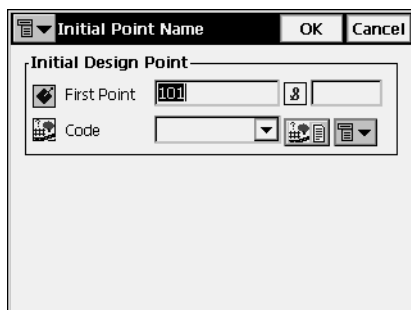 Initial Point Name OK Cancel
Initial Design Point
First Point 101
Code